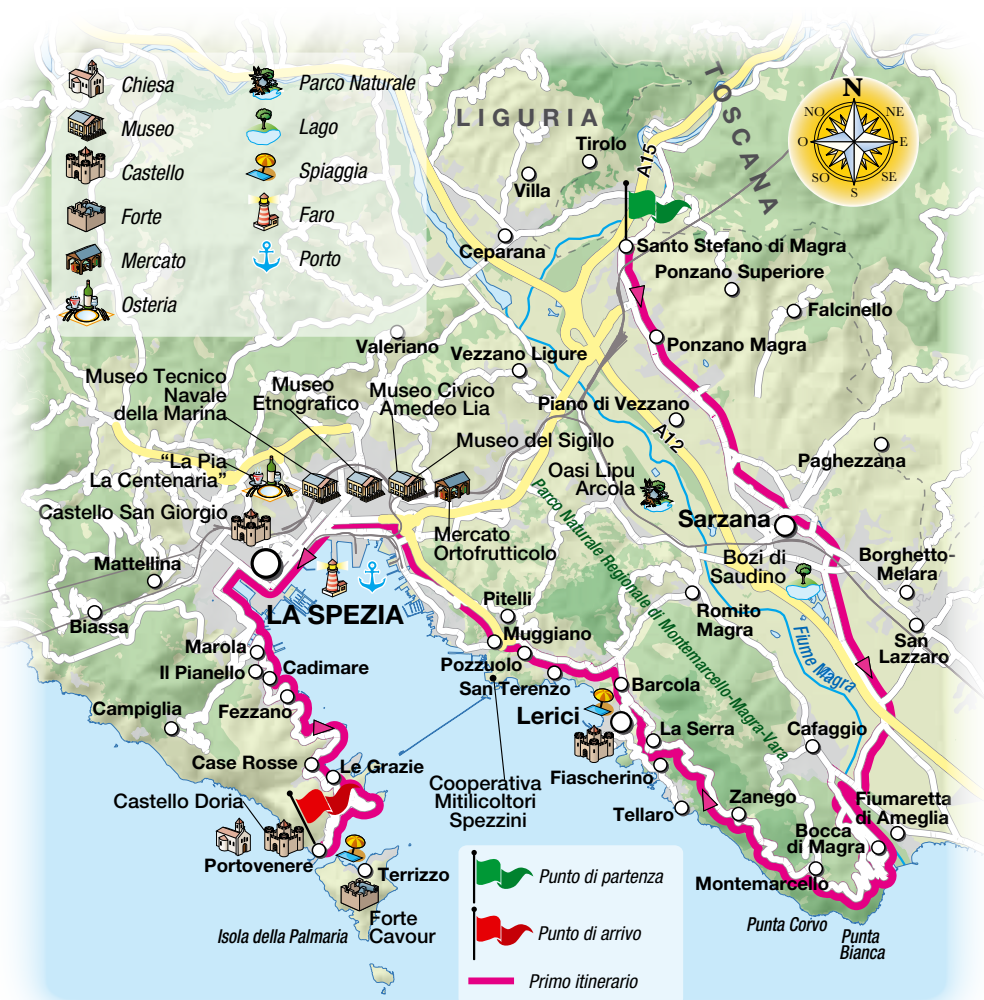 Chiesa
Museo
Castello
Forte
Mercato
Osteria
Parco Naturale
Lago
Spiaggia
Faro
Porto
LIGURIA
TOSCANA
N
NO
NE
O
E
SO
SE
S
Tirolo
Villa
A15
Ceparana
Santo Stefano di Magra
Ponzano Superiore
Falcinello
Valeriano
Vezzano Ligure
Ponzano Magra
Museo Tecnico
Navale
della Marina
Museo
Etnografico
Museo Civico
Amedeo Lia
Piano di Vezzano
A12
Museo del Sigillo
Paghezzana
“La Pia
La Centenaria”
Oasi Lipu
Arcola
Castello San Giorgio
Mercato
Ortofrutticolo
Sarzana
Parco Naturale Regionale di Montemarcello-Magra-Vara
Mattellina
Bozi di
Saudino
Borghetto-
Melara
Biassa
LA SPEZIA
Pitelli
Romito
Magra
Muggiano
San
Lazzaro
Marola
Pozzuolo
Fiume Magra
Il Pianello
Cadimare
San Terenzo
Barcola
Campiglia
Fezzano
Lerici
La Serra
Cafaggio
Case Rosse
Le Grazie
Fiascherino
Cooperativa
Mitilicoltori
Spezzini
Castello Doria
Tellaro
Zanego
Fiumaretta
di Ameglia
Bocca
di Magra
Portovenere
Terrizzo
Montemarcello
Forte
Cavour
Isola della Palmaria
Punta Corvo
Punta
Bianca
Punto di partenza
Punto di arrivo
Primo itinerario